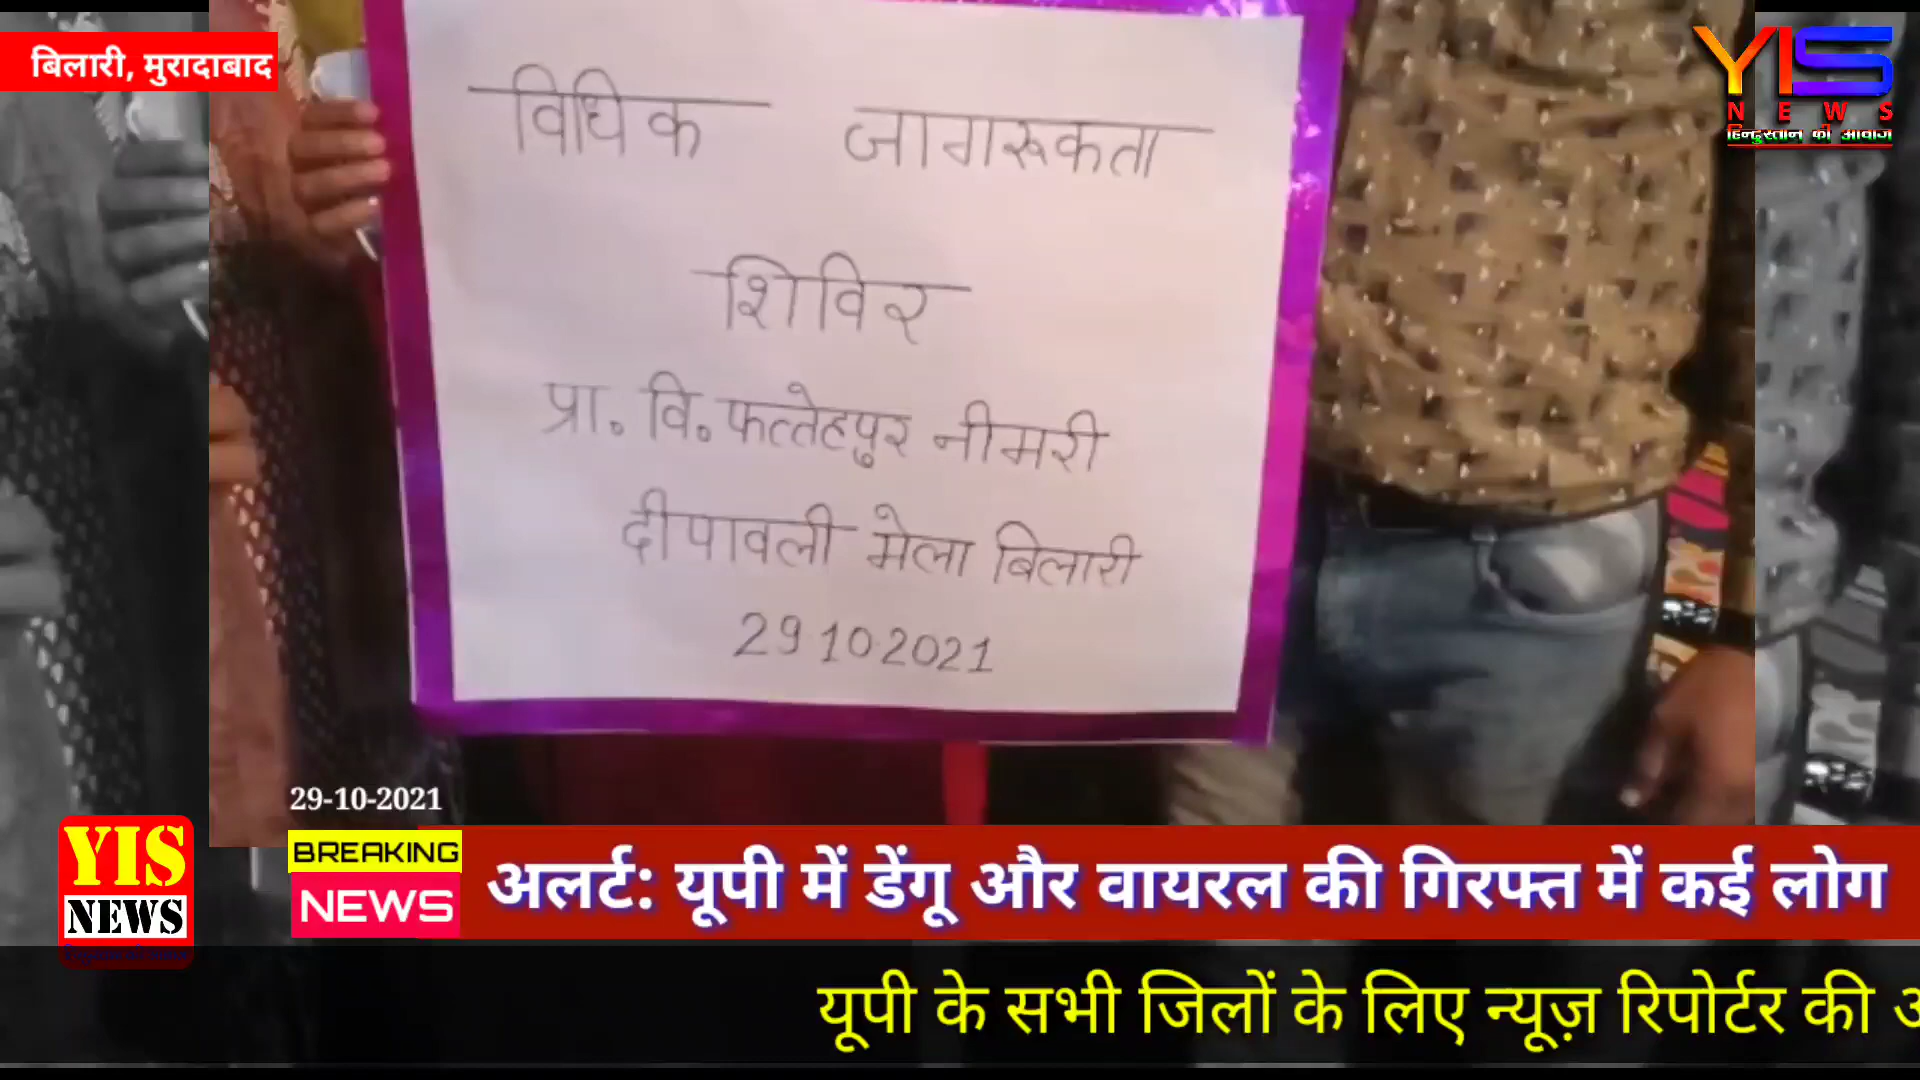 बिलारी, मुरादाबाद
YIS
NEWS
हिन्दुस्तान की आवाज
विधिक जागरूकता
शिविर
प्रा. वि. फत्तेहपुर नीमरी
दीपावली मेला बिलारी
29 10.2021
29-10-2021
YIS
NEWS
BREAKING
NEWS
अलर्ट: यूपी में डेंगू और वायरल की गिरफ्त में कई लोग
यूपी के सभी जिलों के लिए न्यूज़ रिपोर्टर की